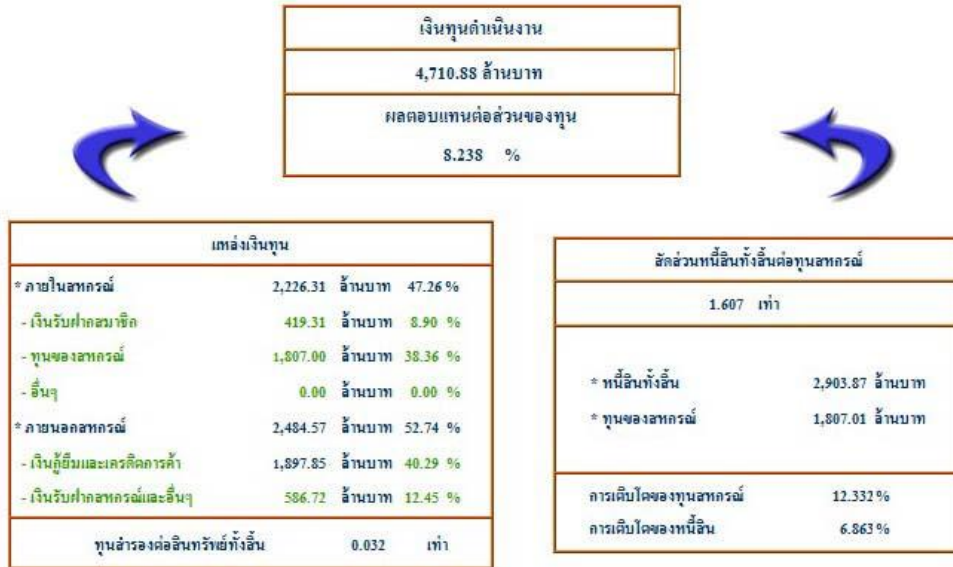 เงินทุนดำเนินงาน
4,710.88 ล้านบาท
ผลตอบแทนต่อส่วนของทุน
8.238 %
แหล่งเงินทุน
* ภายในสหกรณ์ 2,226.31 ล้านบาท 47.26 %
- เงินรับฝากสมาชิก 419.31 ล้านบาท 8.90 %
- ทุนของสหกรณ์ 1,807.00 ล้านบาท 38.36 %
- อื่นๆ 0.00 ล้านบาท 0.00 %
* ภายนอกสหกรณ์ 2,484.57 ล้านบาท 52.74 %
- เงินกู้ยืมและเครดิตการค้า 1,897.85 ล้านบาท 40.29 %
- เงินรับฝากสหกรณ์และอื่นๆ 586.72 ล้านบาท 12.45 %
ทุนสำรองต่อสินทรัพย์ทั้งสิ้น 0.032 เท่า
สัดส่วนหนี้สินทั้งสิ้นต่อทุนสหกรณ์
1.607 เท่า
* หนี้สินทั้งสิ้น 2,903.87 ล้านบาท
* ทุนของสหกรณ์ 1,807.01 ล้านบาท
การเติบโตของทุนสหกรณ์ 12.332%
การเติบโตของหนี้สิน 6.863%